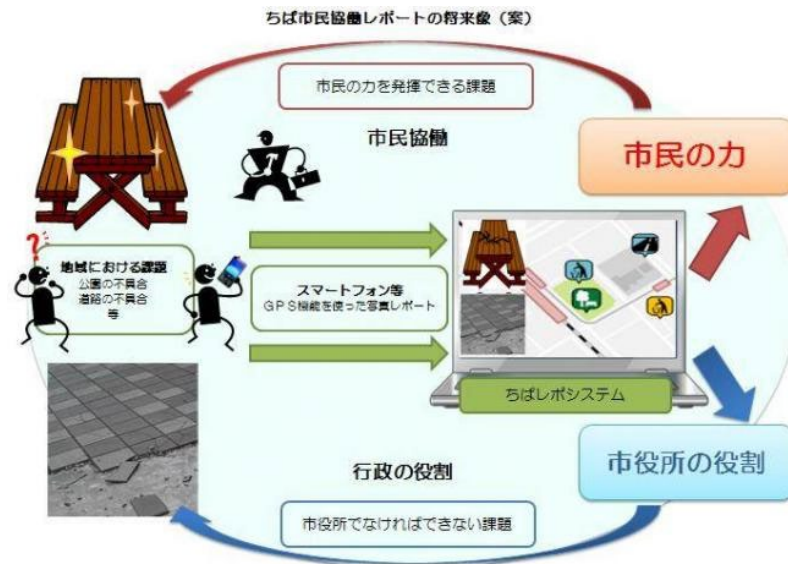 ちば市民協働レポートの将来像（案）
市民の力を発揮できる課題
市民協働
市民の力
地域における課題
公園の不具合
道路の不具合
等
スマートフォン等
ＧＰＳ機能を使った写真レポート
ちばレポシステム
行政の役割
市役所の役割
市役所でなければできない課題